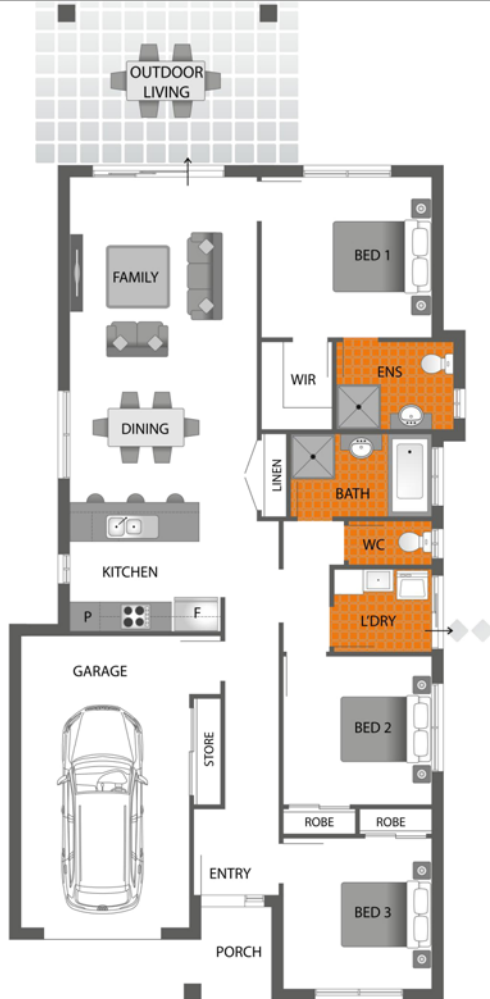 OUTDOOR
LIVING
BED 1
FAMILY
ENS
WIR
DINING
LINEN
BATH
WC
KITCHEN
P
F
L'DRY
GARAGE
BED 2
STORE
ROBE
ROBE
ENTRY
BED 3
PORCH